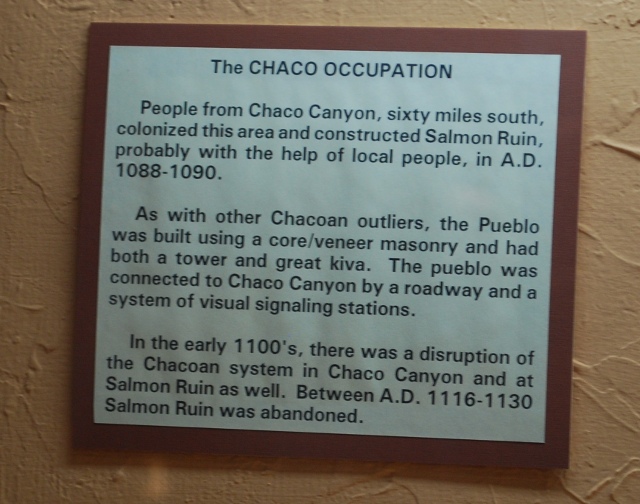 The CHACO OCCUPATION
People from Chaco Canyon, sixty miles south,
colonized this area and constructed Salmon Ruin,
probably with the help of local people, in A.D.
1088-1090.
As with other Chacoan outliers, the Pueblo
was built using a core/veneer masonry and had
both a tower and great kiva. The pueblo was
connected to Chaco Canyon by a roadway and a
system of visual signaling stations.
In the early 1100's, there was a disruption of
the Chacoan system in Chaco Canyon and at
Salmon Ruin as well. Between A.D. 1116-1130
Salmon Ruin was abandoned.